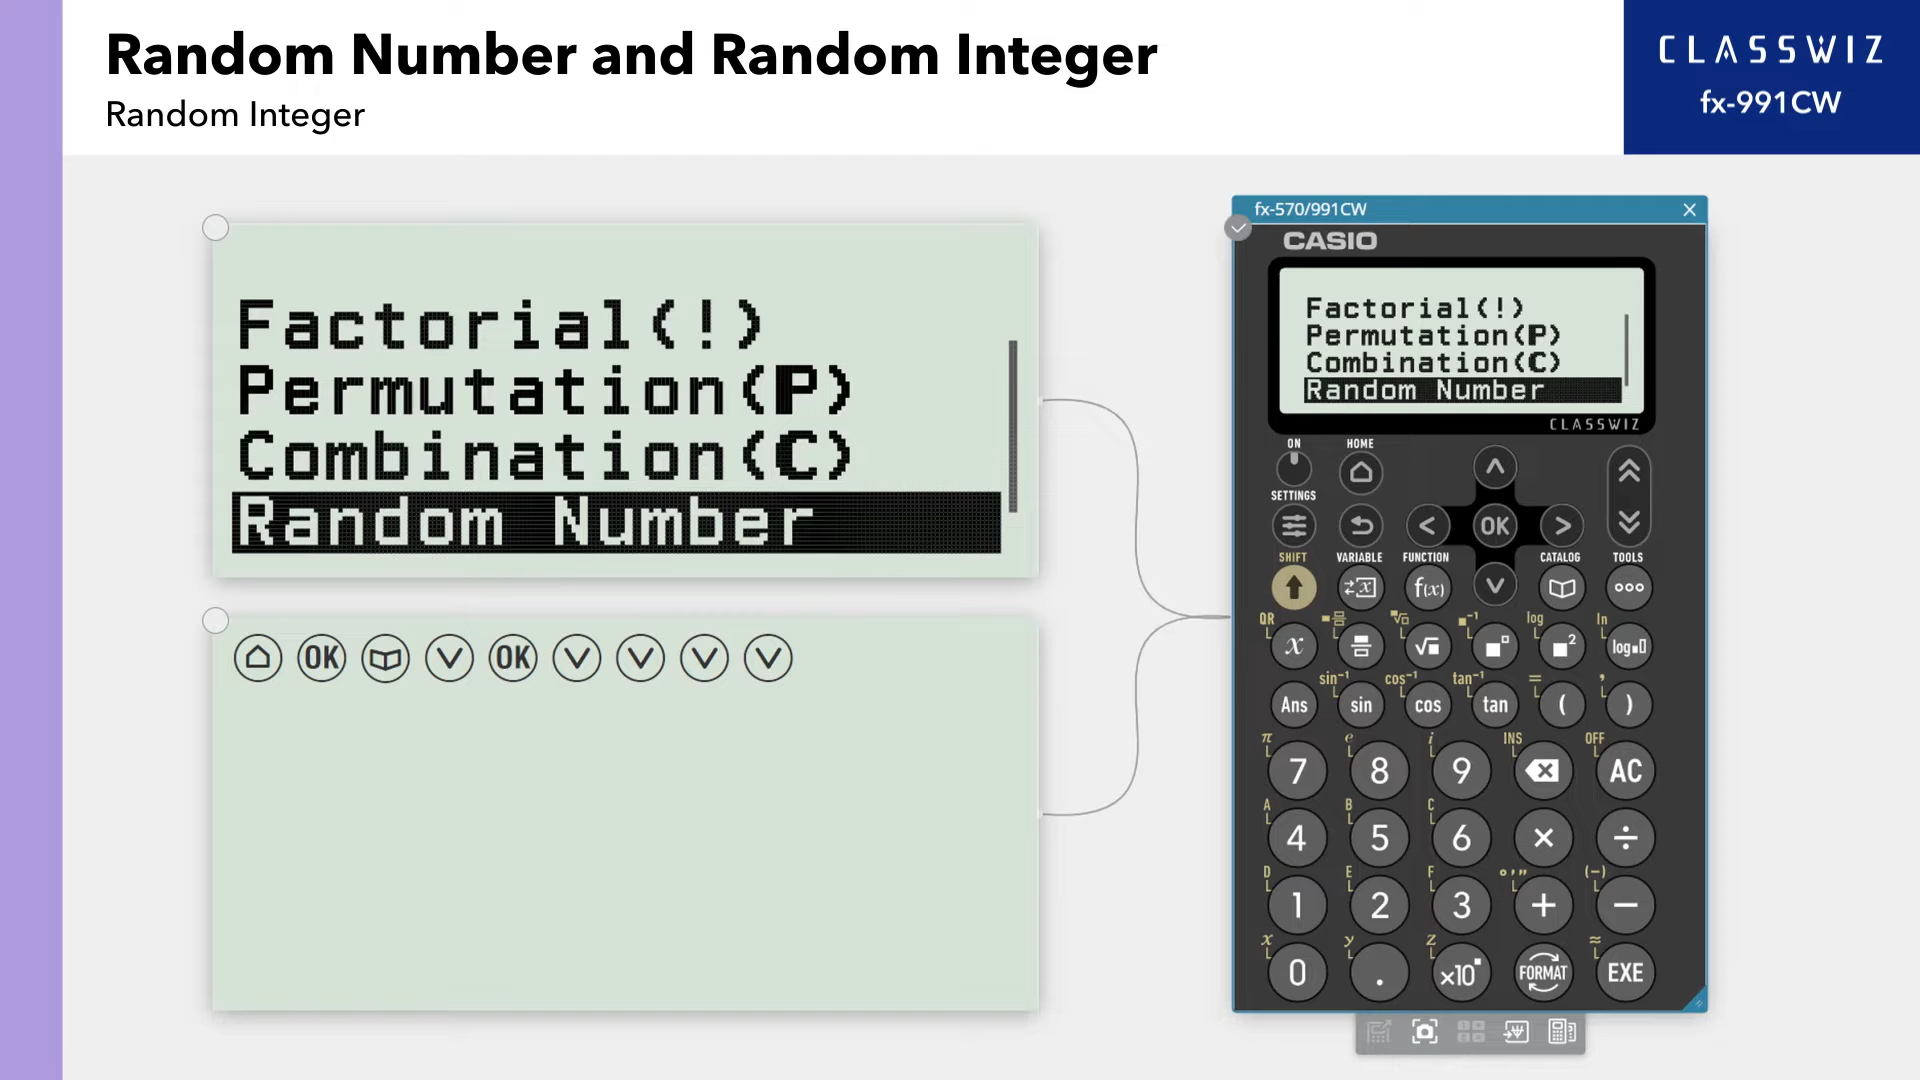 Random Number and Random Integer
Random Integer
CLASSWIZ
fx-991CW
Factorial(!)
Permutation(P)
Combination(C)
Random Number
OK OK
fx-570/991CW
CASIO
Factorial(!)
Permutation(P)
Combination(C)
Random Number
CLASSWIZ
ON HOME
SETTINGS
OK
SHIFT VARIABLE FUNCTION CATALOG TOOLS
x f(x)
QR √ -1 log ln
x √ 2 log
sin⁻¹ cos⁻¹ tan⁻¹ = ,
Ans sin cos tan ( )
π e i INS OFF
7 8 9 AC
A B C
4 5 6 × ÷
D E F ° ′ ″ (−)
1 2 3 + −
x y z ≈
0 . ×10 FORMAT EXE